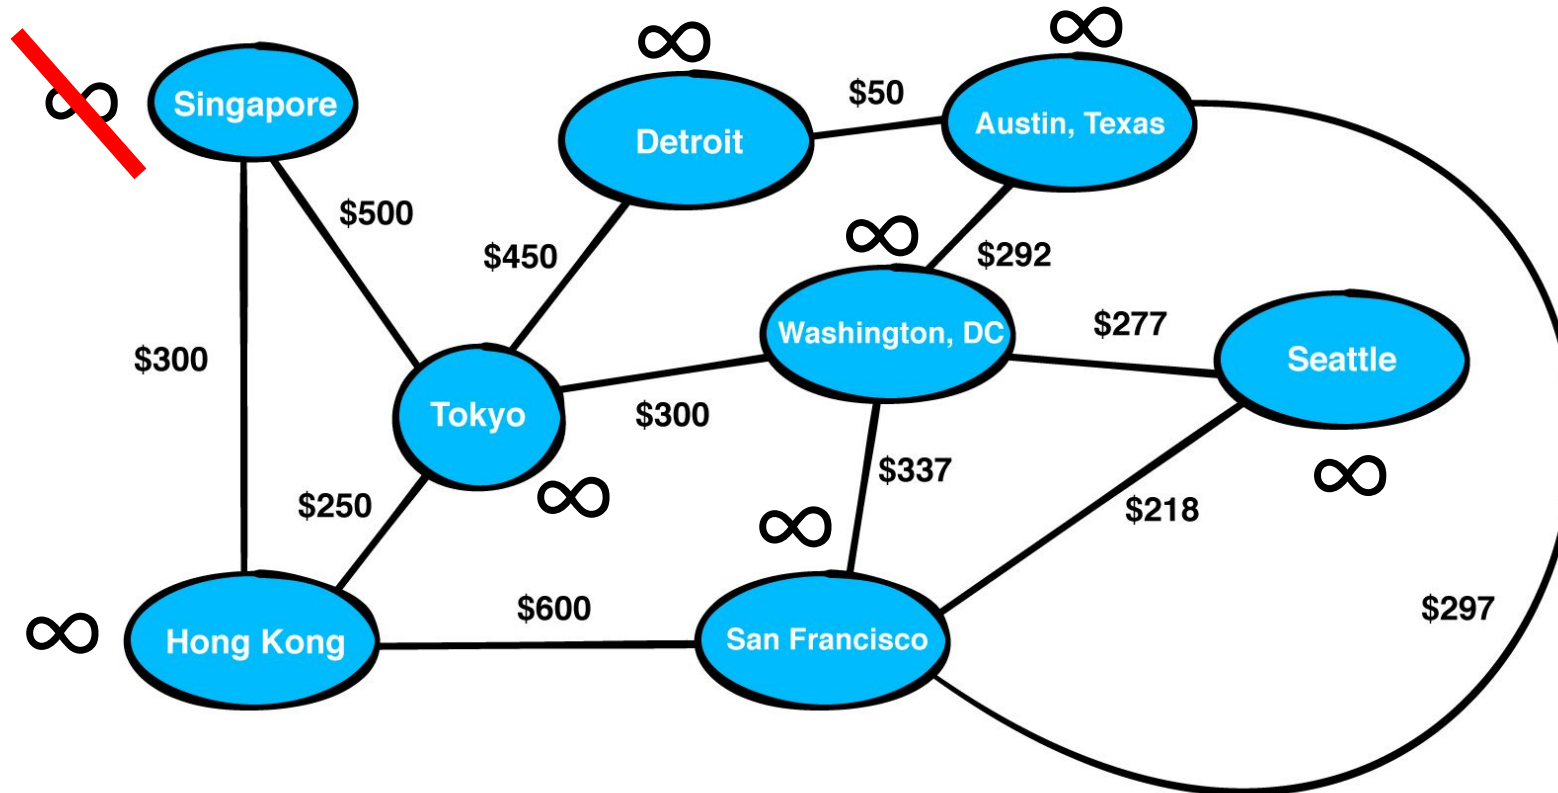 ∞
∞
∞
Singapore
Detroit
$50
Austin, Texas
$500
$450
∞
$292
$300
Washington, DC
$277
Seattle
Tokyo
$300
∞
$337
∞
$250
∞
$218
∞
Hong Kong
$600
San Francisco
$297